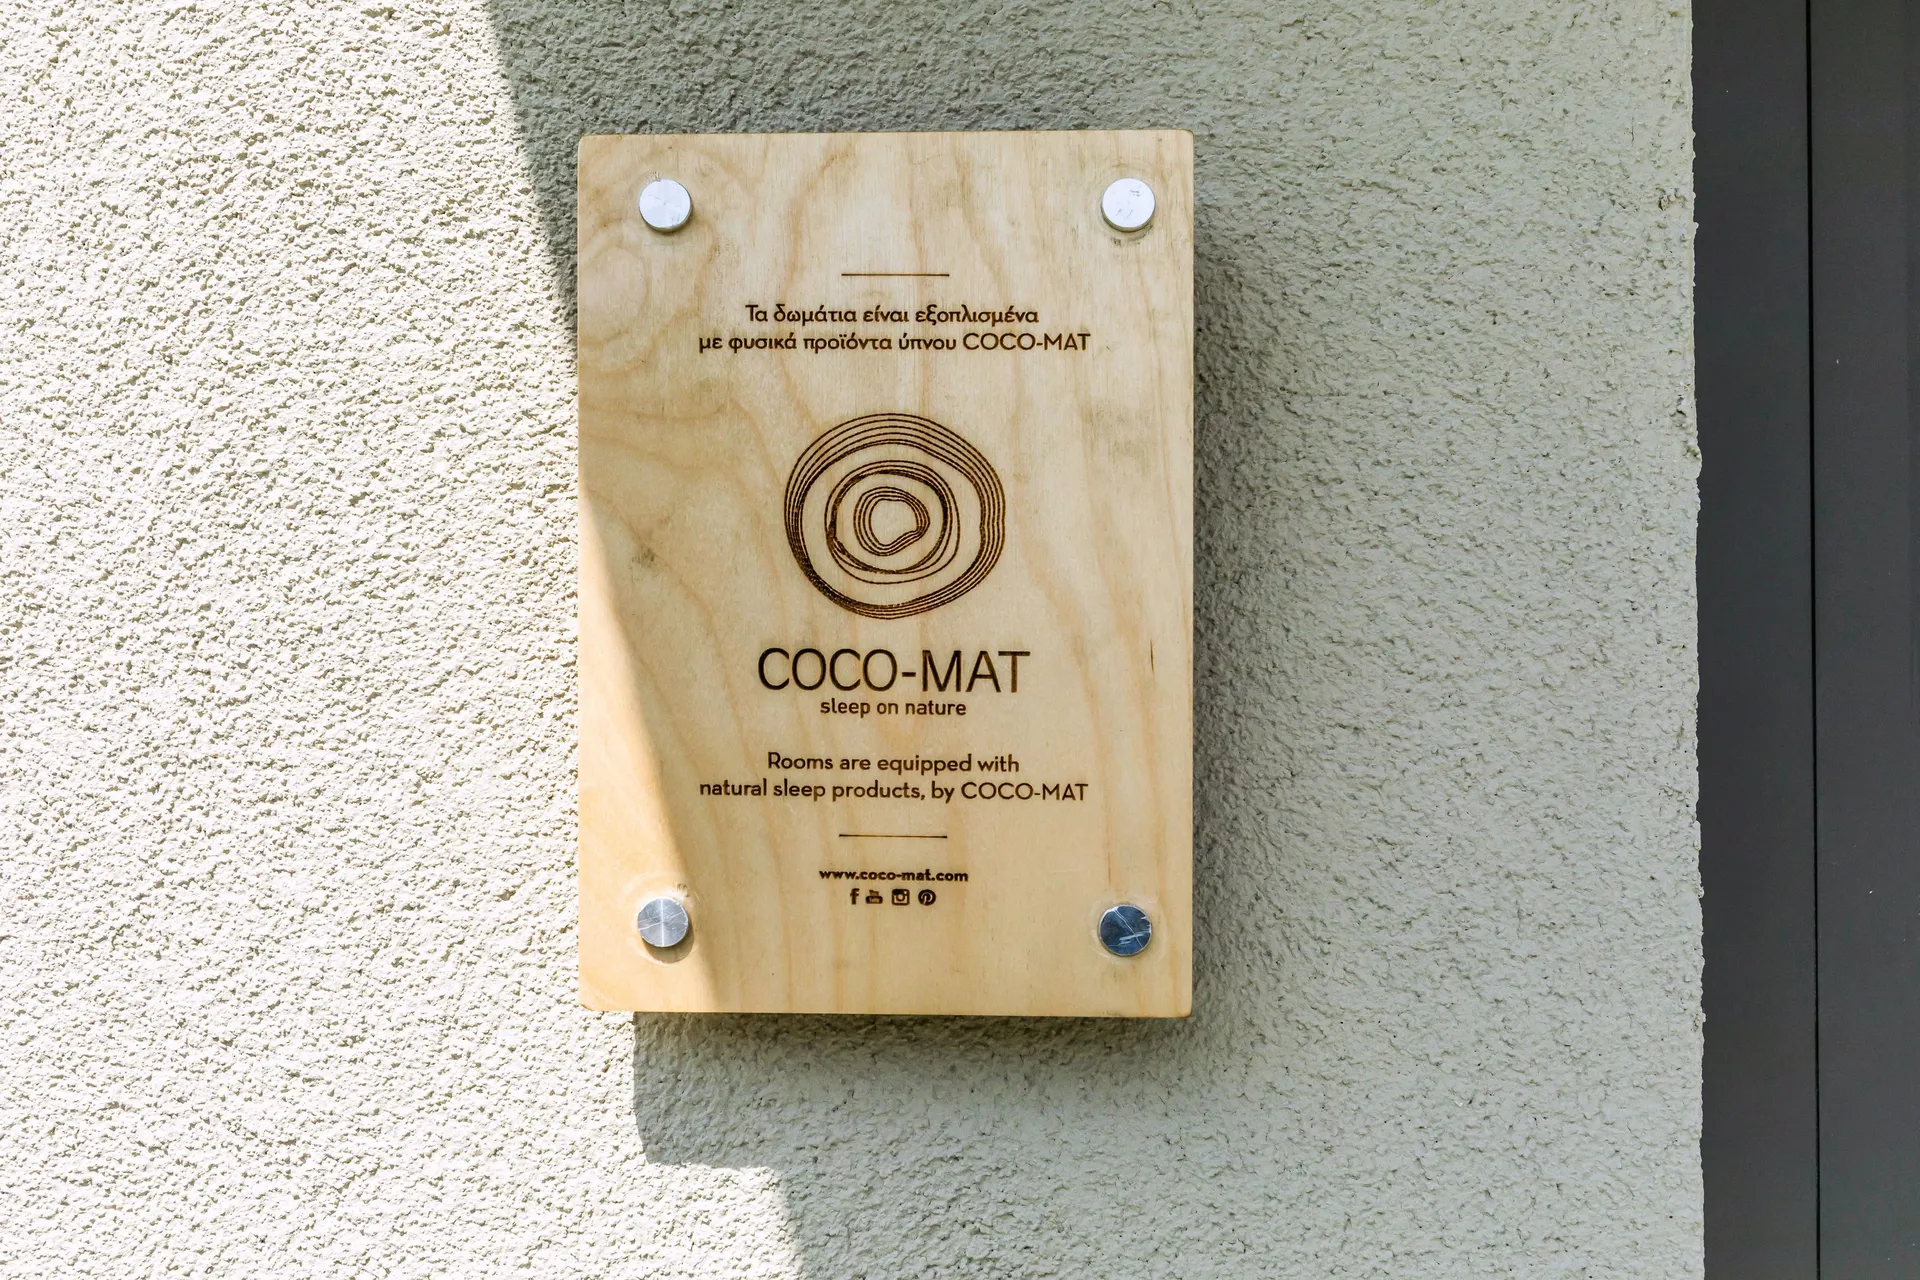 Τα δωμάτια είναι εξοπλισμένα
με φυσικά προϊόντα ύπνου COCO-MAT
COCO-MAT
sleep on nature
Rooms are equipped with
natural sleep products, by COCO-MAT
www.coco-mat.com